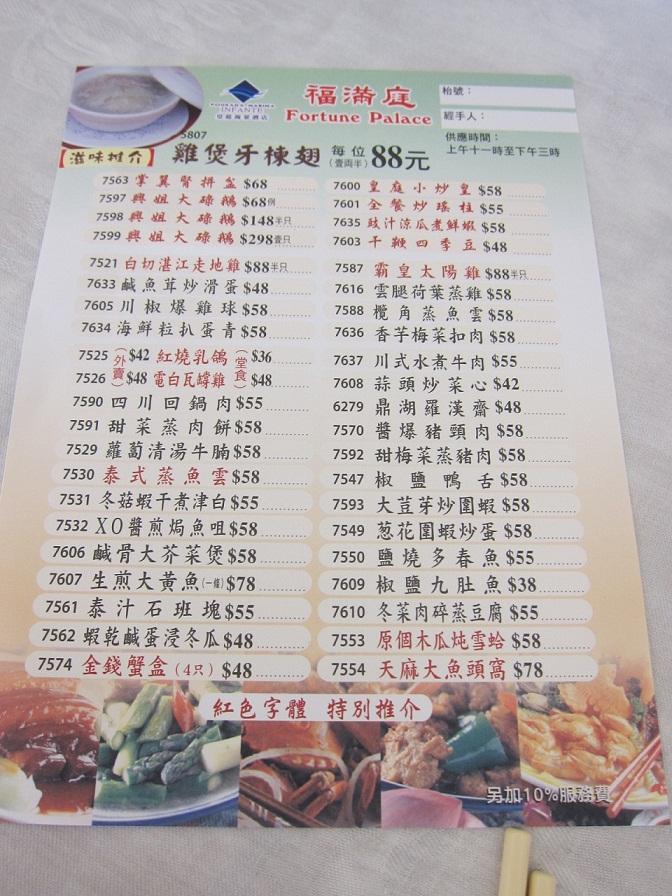 POUSADA MARINA
INFANTE
皇庭海景酒店
福滿庭
Fortune Palace
枱號：
經手人：
供應時間：
上午十一時至下午三時
5807
滋味推介
雞煲牙棟翅 每位(壹両半) 88元
7563 掌翼腎拼盆 $68
7597 興姐大碌鵝 $68例
7598 興姐大碌鵝 $148半只
7599 興姐大碌鵝 $298壹只
7521 白切湛江走地雞 $88半只
7633 鹹魚茸炒滑蛋 $48
7605 川椒爆雞球 $58
7634 海鮮粒扒蛋青 $58
7525 (外賣) $42 紅燒乳鴿 (堂食) $36
7526 $48 電白瓦罉雞 $48
7590 四川回鍋肉 $55
7591 甜菜蒸肉餅 $58
7529 蘿蔔清湯牛腩 $58
7530 泰式蒸魚雲 $58
7531 冬菇蝦干煮津白 $55
7532 XO醬煎焗魚咀 $58
7606 鹹骨大芥菜煲 $58
7607 生煎大黃魚(一條) $78
7561 泰汁石班塊 $55
7562 蝦乾鹹蛋浸冬瓜 $48
7574 金錢蟹盒(4只) $48
7600 皇庭小炒皇 $58
7601 金餐炒瑤柱 $55
7635 豉汁涼瓜煮鮮蝦 $58
7603 干鞭四季豆 $48
7587 霸皇太陽雞 $88半只
7616 雲腿荷葉蒸雞 $58
7588 欖角蒸魚雲 $58
7636 香芋梅菜扣肉 $58
7637 川式水煮牛肉 $55
7608 蒜頭炒菜心 $42
6279 鼎湖羅漢齋 $48
7570 醬爆豬頸肉 $58
7592 甜梅菜蒸豬肉 $58
7547 椒鹽鴨舌 $58
7593 大荳芽炒圍蝦 $58
7549 葱花圍蝦炒蛋 $58
7550 鹽燒多春魚 $55
7609 椒鹽九肚魚 $38
7610 冬菜肉碎蒸豆腐 $55
7553 原個木瓜炖雪蛤 $58
7554 天麻大魚頭窩 $78
紅色字體 特別推介
另加10%服務費